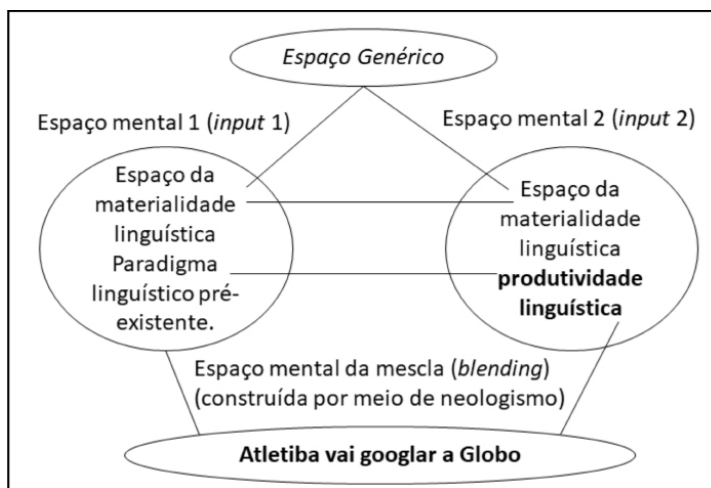 Espaço Genérico
Espaço mental 1 (input 1)
Espaço mental 2 (input 2)
Espaço da
materialidade
linguística
Paradigma
linguístico pré-
existente.
Espaço da
materialidade
linguística
produtividade
linguística
Espaço mental da mescla (blending)
(construída por meio de neologismo)
Atletiba vai googlar a Globo